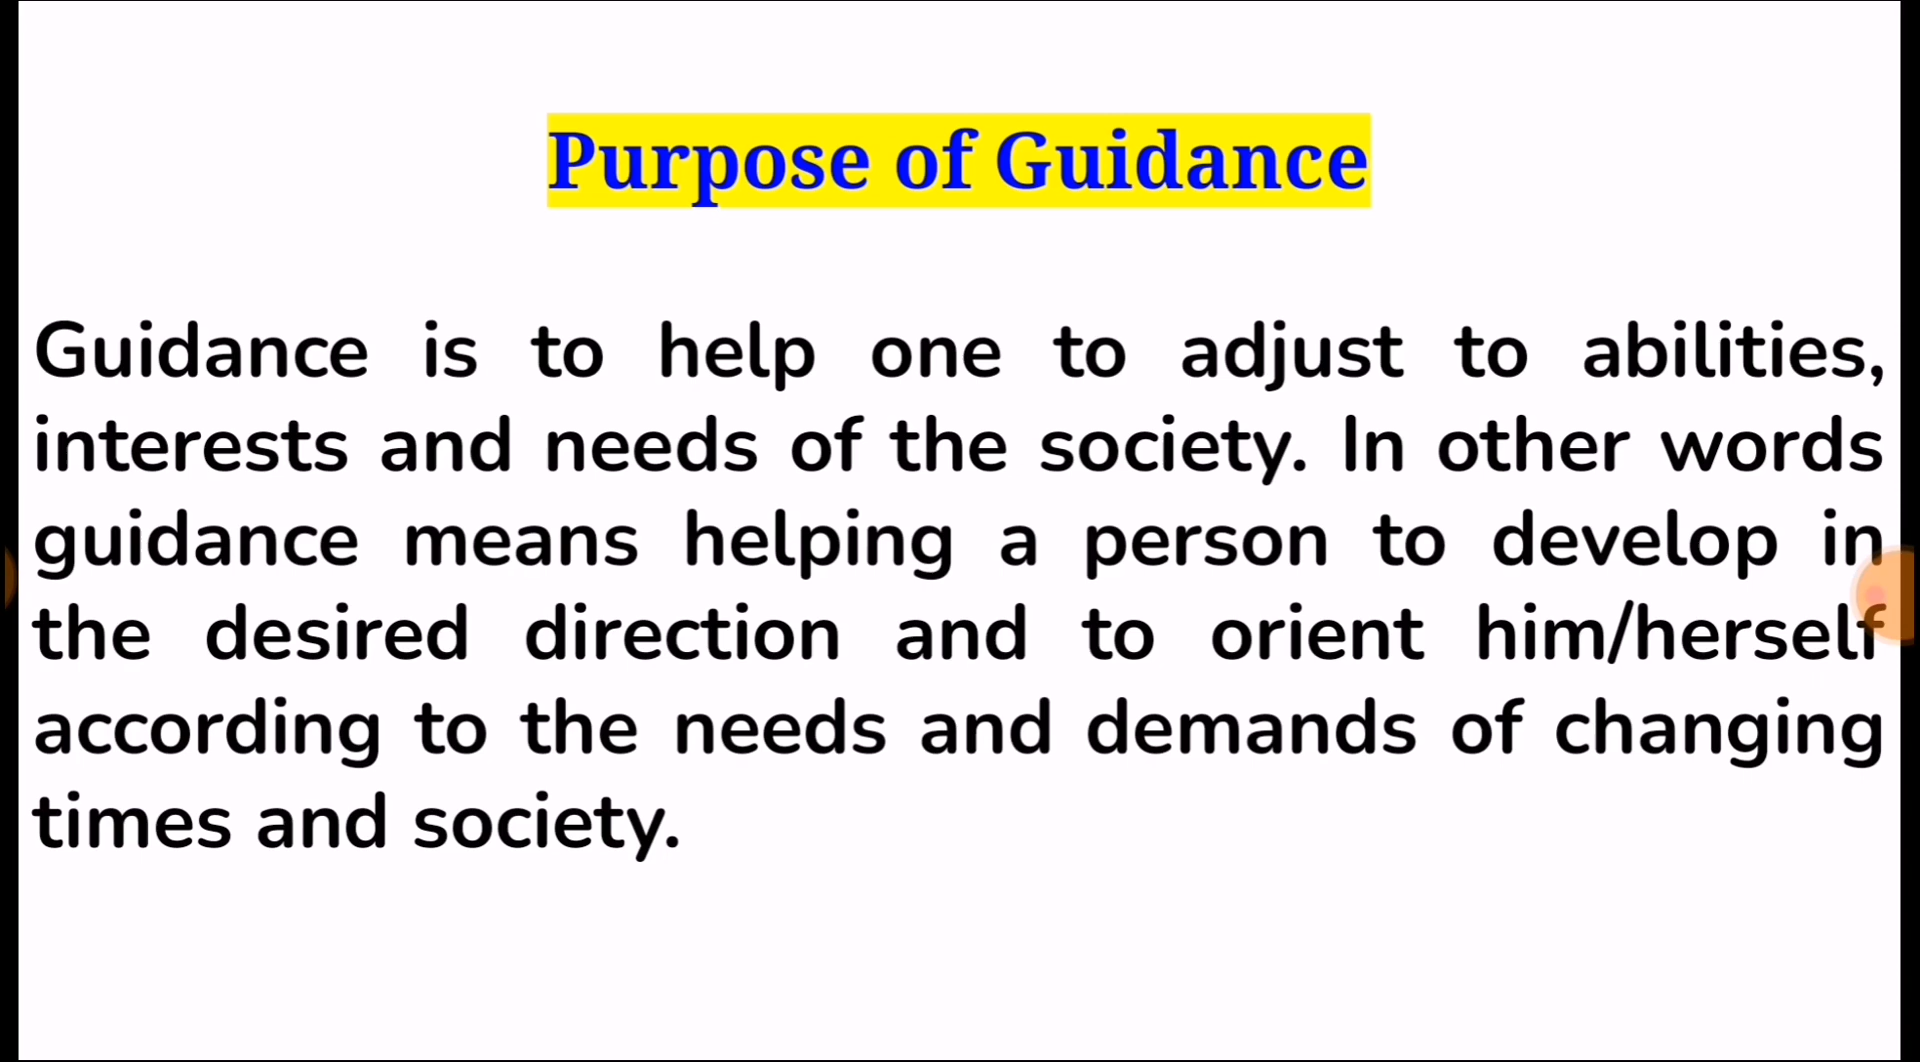 Purpose of Guidance
Guidance is to help one to adjust to abilities,
interests and needs of the society. In other words
guidance means helping a person to develop in
the desired direction and to orient him/herself
according to the needs and demands of changing
times and society.